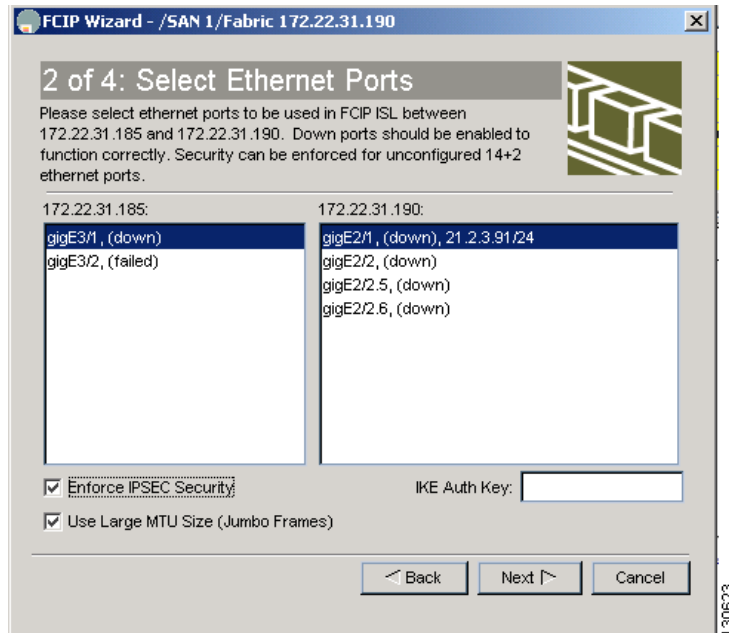 FCIP Wizard - /SAN 1/Fabric 172.22.31.190
2 of 4: Select Ethernet Ports
Please select ethernet ports to be used in FCIP ISL between
172.22.31.185 and 172.22.31.190. Down ports should be enabled to
function correctly. Security can be enforced for unconfigured 14+2
ethernet ports.
172.22.31.185:
gigE3/1, (down)
gigE3/2, (failed)
172.22.31.190:
gigE2/1, (down), 21.2.3.91/24
gigE2/2, (down)
gigE2/2.5, (down)
gigE2/2.6, (down)
Enforce IPSEC Security
IKE Auth Key:
Use Large MTU Size (Jumbo Frames)
Back
Next
Cancel
130623